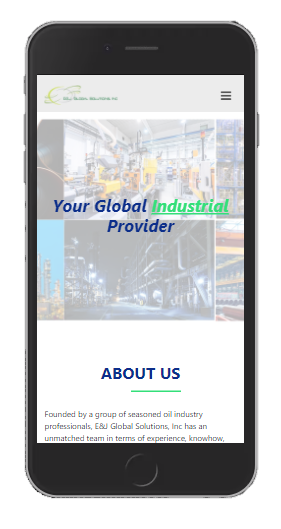 Your Global Industrial
Provider
ABOUT US
Founded by a group of seasoned oil industry
professionals, E&J Global Solutions, Inc has an
unmatched team in terms of experience, knowhow,